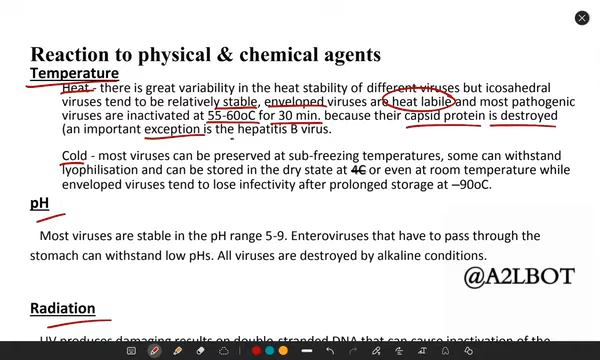 Reaction to physical & chemical agents
Temperature
Heat - there is great variability in the heat stability of different viruses but icosahedral
viruses tend to be relatively stable, enveloped viruses are heat labile and most pathogenic
viruses are inactivated at 55-60oC for 30 min. because their capsid protein is destroyed
(an important exception is the hepatitis B virus.
Cold - most viruses can be preserved at sub-freezing temperatures, some can withstand
lyophilisation and can be stored in the dry state at 4C or even at room temperature while
enveloped viruses tend to lose infectivity after prolonged storage at –90oC.
pH
Most viruses are stable in the pH range 5-9. Enteroviruses that have to pass through the
stomach can withstand low pHs. All viruses are destroyed by alkaline conditions.
@A2LBOT
Radiation
UV produces damaging results on double-stranded DNA that can cause inactivation of the